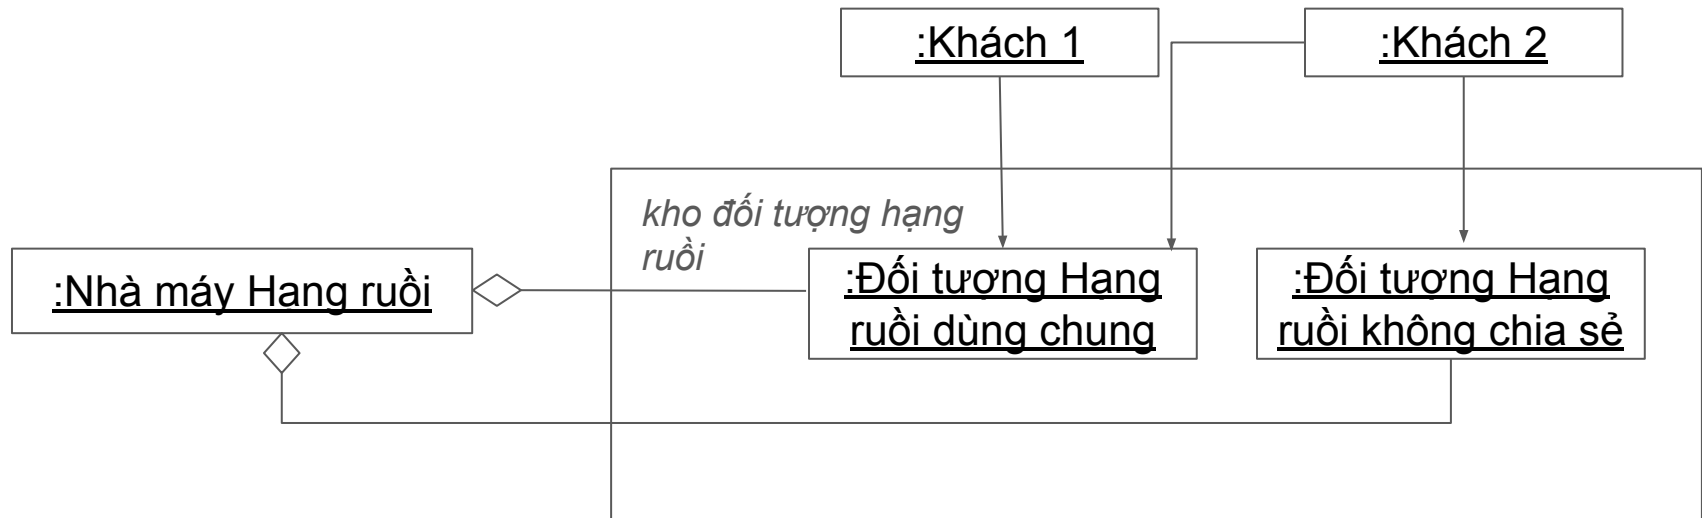 :Khách 1
:Khách 2
kho đối tượng hạng
ruồi
:Nhà máy Hạng ruồi
:Đối tượng Hạng
ruồi dùng chung
:Đối tượng Hạng
ruồi không chia sẻ